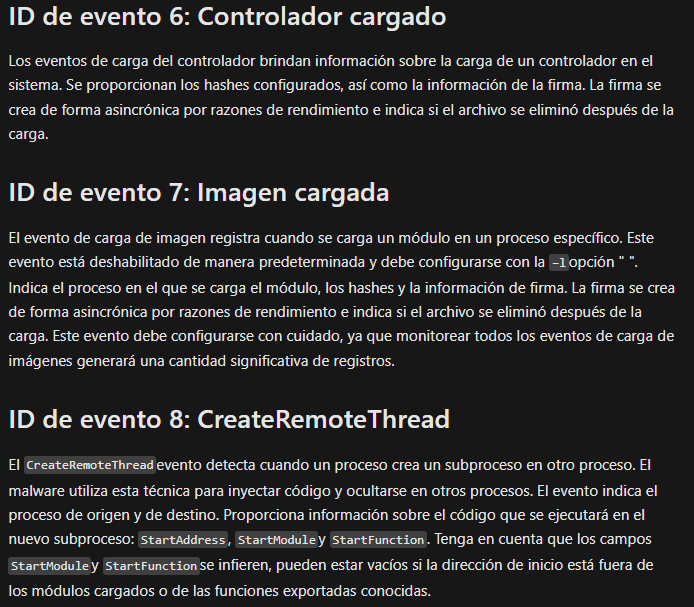 ID de evento 6: Controlador cargado
Los eventos de carga del controlador brindan información sobre la carga de un controlador en el
sistema. Se proporcionan los hashes configurados, así como la información de la firma. La firma se
crea de forma asincrónica por razones de rendimiento e indica si el archivo se eliminó después de la
carga.
ID de evento 7: Imagen cargada
El evento de carga de imagen registra cuando se carga un módulo en un proceso específico. Este
evento está deshabilitado de manera predeterminada y debe configurarse con la -l opción " ".
Indica el proceso en el que se carga el módulo, los hashes y la información de firma. La firma se crea
de forma asincrónica por razones de rendimiento e indica si el archivo se eliminó después de la
carga. Este evento debe configurarse con cuidado, ya que monitorear todos los eventos de carga de
imágenes generará una cantidad significativa de registros.
ID de evento 8: CreateRemoteThread
El CreateRemoteThread evento detecta cuando un proceso crea un subproceso en otro proceso. El
malware utiliza esta técnica para inyectar código y ocultarse en otros procesos. El evento indica el
proceso de origen y de destino. Proporciona información sobre el código que se ejecutará en el
nuevo subproceso: StartAddress, StartModule y StartFunction. Tenga en cuenta que los campos
StartModule y StartFunction se infieren, pueden estar vacíos si la dirección de inicio está fuera de
los módulos cargados o de las funciones exportadas conocidas.